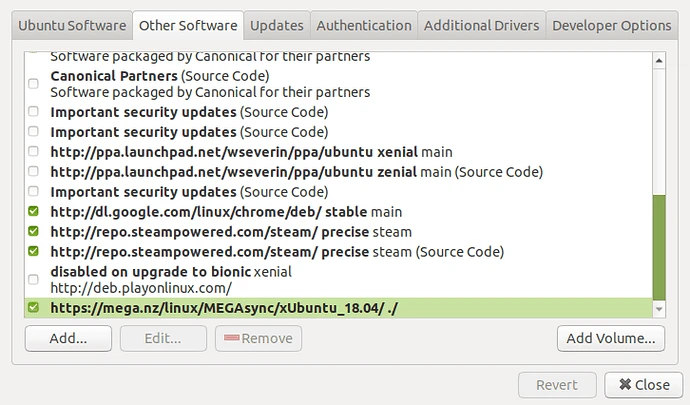 Ubuntu Software Other Software Updates Authentication Additional Drivers Developer Options
Software packaged by Canonical for their partners
Canonical Partners (Source Code)
Software packaged by Canonical for their partners
Important security updates (Source Code)
Important security updates (Source Code)
http://ppa.launchpad.net/wseverin/ppa/ubuntu xenial main
http://ppa.launchpad.net/wseverin/ppa/ubuntu zenial main (Source Code)
Important security updates (Source Code)
http://dl.google.com/linux/chrome/deb/ stable main
http://repo.steampowered.com/steam/ precise steam
http://repo.steampowered.com/steam/ precise steam (Source Code)
disabled on upgrade to bionic xenial
http://deb.playonlinux.com/
https://mega.nz/linux/MEGAsync/xUbuntu_18.04/ ./
Add... Edit... Remove Add Volume...
Revert Close